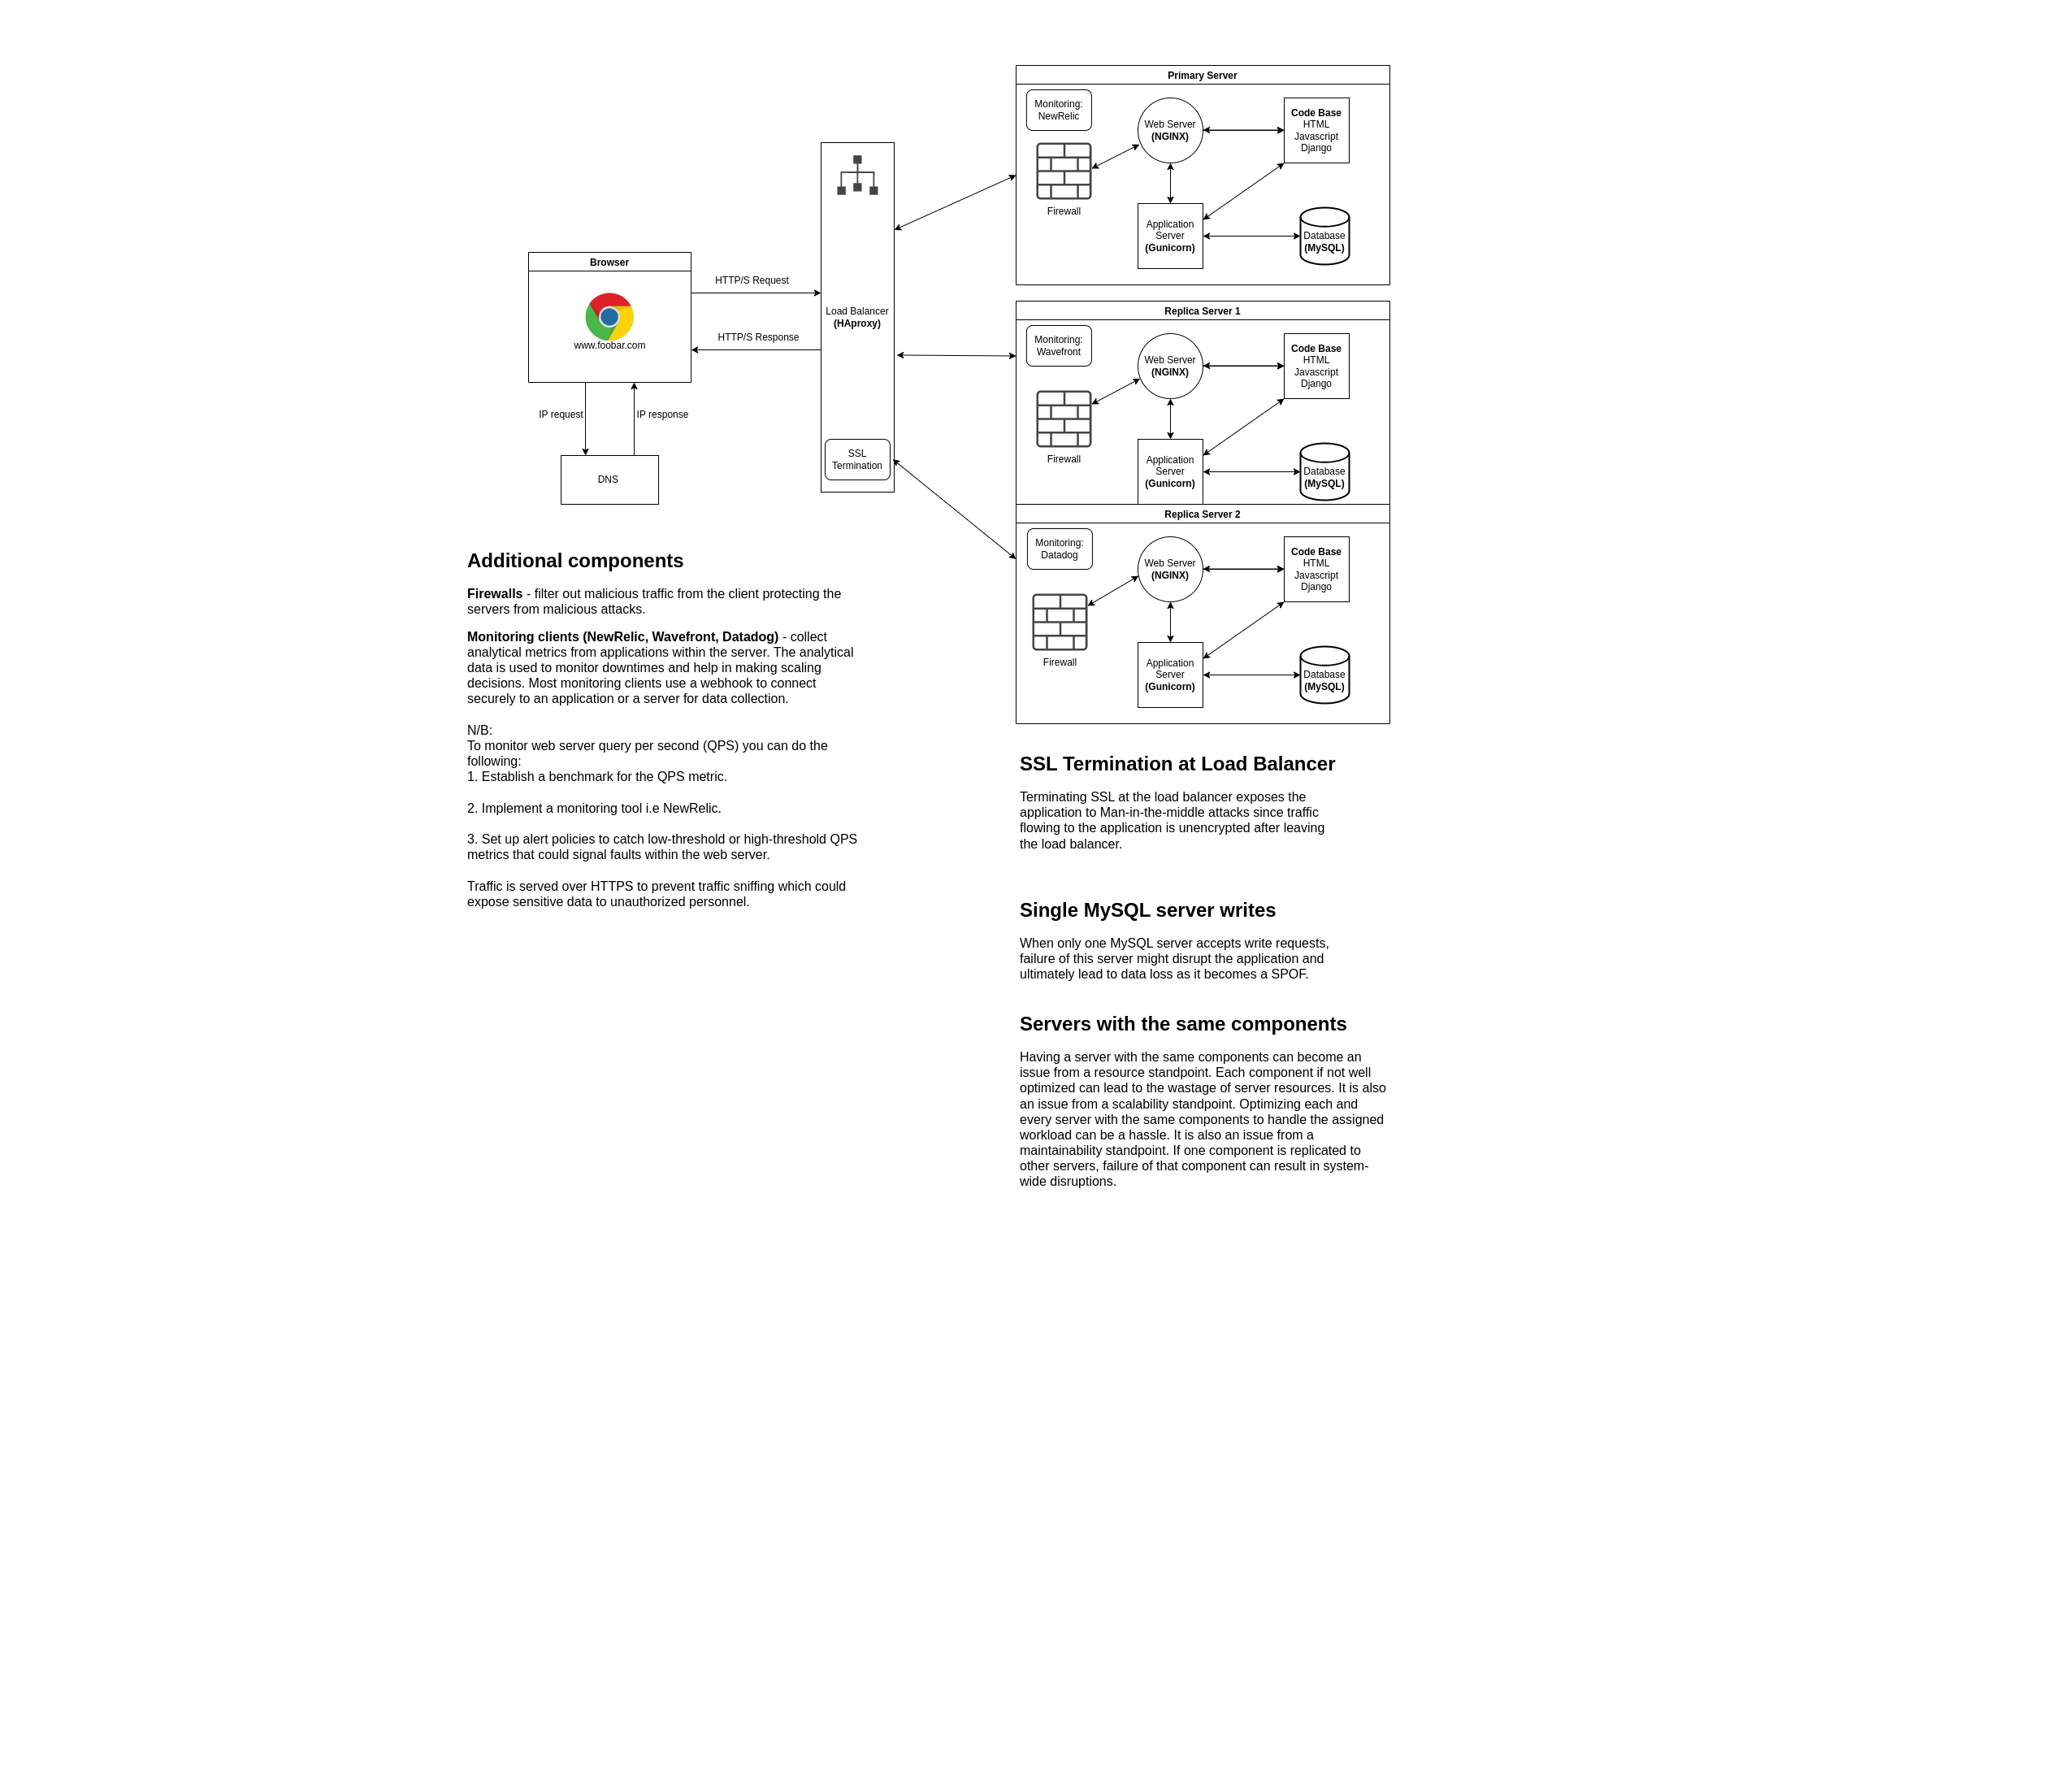 Primary Server
Monitoring:
NewRelic
Web Server
(NGINX)
Code Base
HTML
Javascript
Django
Firewall
Application
Server
(Gunicorn)
Database
(MySQL)
Browser
www.foobar.com
HTTP/S Request
HTTP/S Response
Load Balancer
(HAproxy)
SSL
Termination
IP request
IP response
DNS
Replica Server 1
Monitoring:
Wavefront
Web Server
(NGINX)
Code Base
HTML
Javascript
Django
Firewall
Application
Server
(Gunicorn)
Database
(MySQL)
Replica Server 2
Monitoring:
Datadog
Web Server
(NGINX)
Code Base
HTML
Javascript
Django
Firewall
Application
Server
(Gunicorn)
Database
(MySQL)
Additional components
Firewalls - filter out malicious traffic from the client protecting the
servers from malicious attacks.
Monitoring clients (NewRelic, Wavefront, Datadog) - collect
analytical metrics from applications within the server. The analytical
data is used to monitor downtimes and help in making scaling
decisions. Most monitoring clients use a webhook to connect
securely to an application or a server for data collection.
N/B:
To monitor web server query per second (QPS) you can do the
following:
1. Establish a benchmark for the QPS metric.
2. Implement a monitoring tool i.e NewRelic.
3. Set up alert policies to catch low-threshold or high-threshold QPS
metrics that could signal faults within the web server.
Traffic is served over HTTPS to prevent traffic sniffing which could
expose sensitive data to unauthorized personnel.
SSL Termination at Load Balancer
Terminating SSL at the load balancer exposes the
application to Man-in-the-middle attacks since traffic
flowing to the application is unencrypted after leaving
the load balancer.
Single MySQL server writes
When only one MySQL server accepts write requests,
failure of this server might disrupt the application and
ultimately lead to data loss as it becomes a SPOF.
Servers with the same components
Having a server with the same components can become an
issue from a resource standpoint. Each component if not well
optimized can lead to the wastage of server resources. It is also
an issue from a scalability standpoint. Optimizing each and
every server with the same components to handle the assigned
workload can be a hassle. It is also an issue from a
maintainability standpoint. If one component is replicated to
other servers, failure of that component can result in system-
wide disruptions.